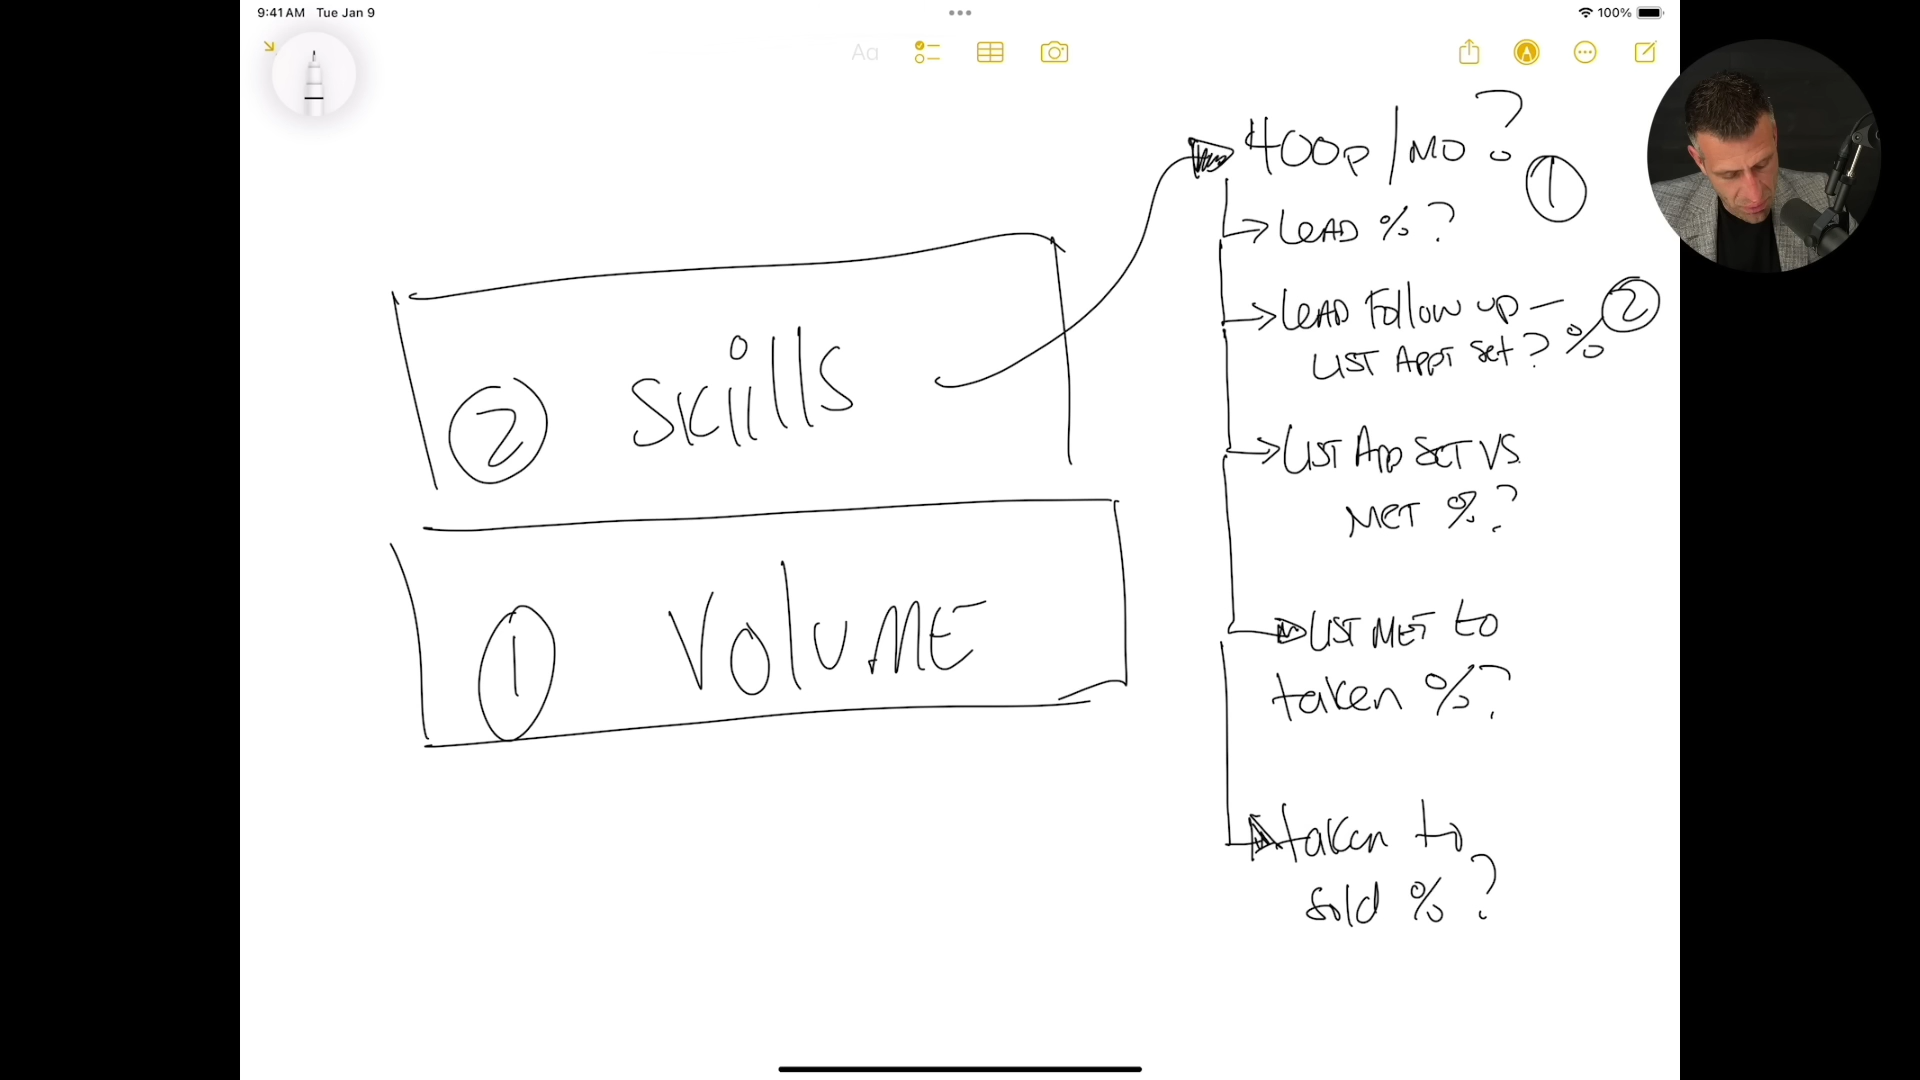 9:41 AM Tue Jan 9
100%
Aa
400p/MO?
1
LEAD %?
LEAD Follow up -
2
LIST APPT Set? %
2 Skills
LIST App SET VS
MET %?
1 VOLUME
LIST MET to
taken %?
taken to
Sold %?